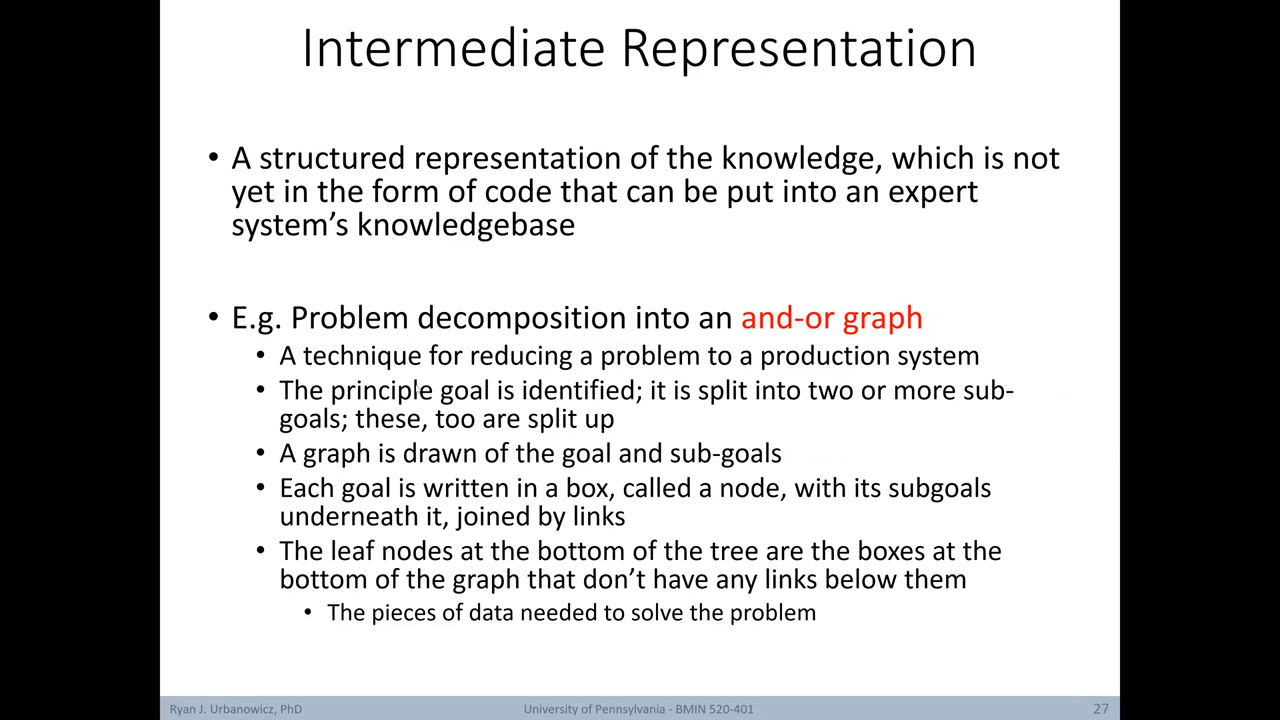 Intermediate Representation
• A structured representation of the knowledge, which is not
yet in the form of code that can be put into an expert
system’s knowledgebase
• E.g. Problem decomposition into an and-or graph
• A technique for reducing a problem to a production system
• The principle goal is identified; it is split into two or more sub-
goals; these, too are split up
• A graph is drawn of the goal and sub-goals
• Each goal is written in a box, called a node, with its subgoals
underneath it, joined by links
• The leaf nodes at the bottom of the tree are the boxes at the
bottom of the graph that don’t have any links below them
• The pieces of data needed to solve the problem
Ryan J. Urbanowicz, PhD
University of Pennsylvania - BMIN 520-401
27